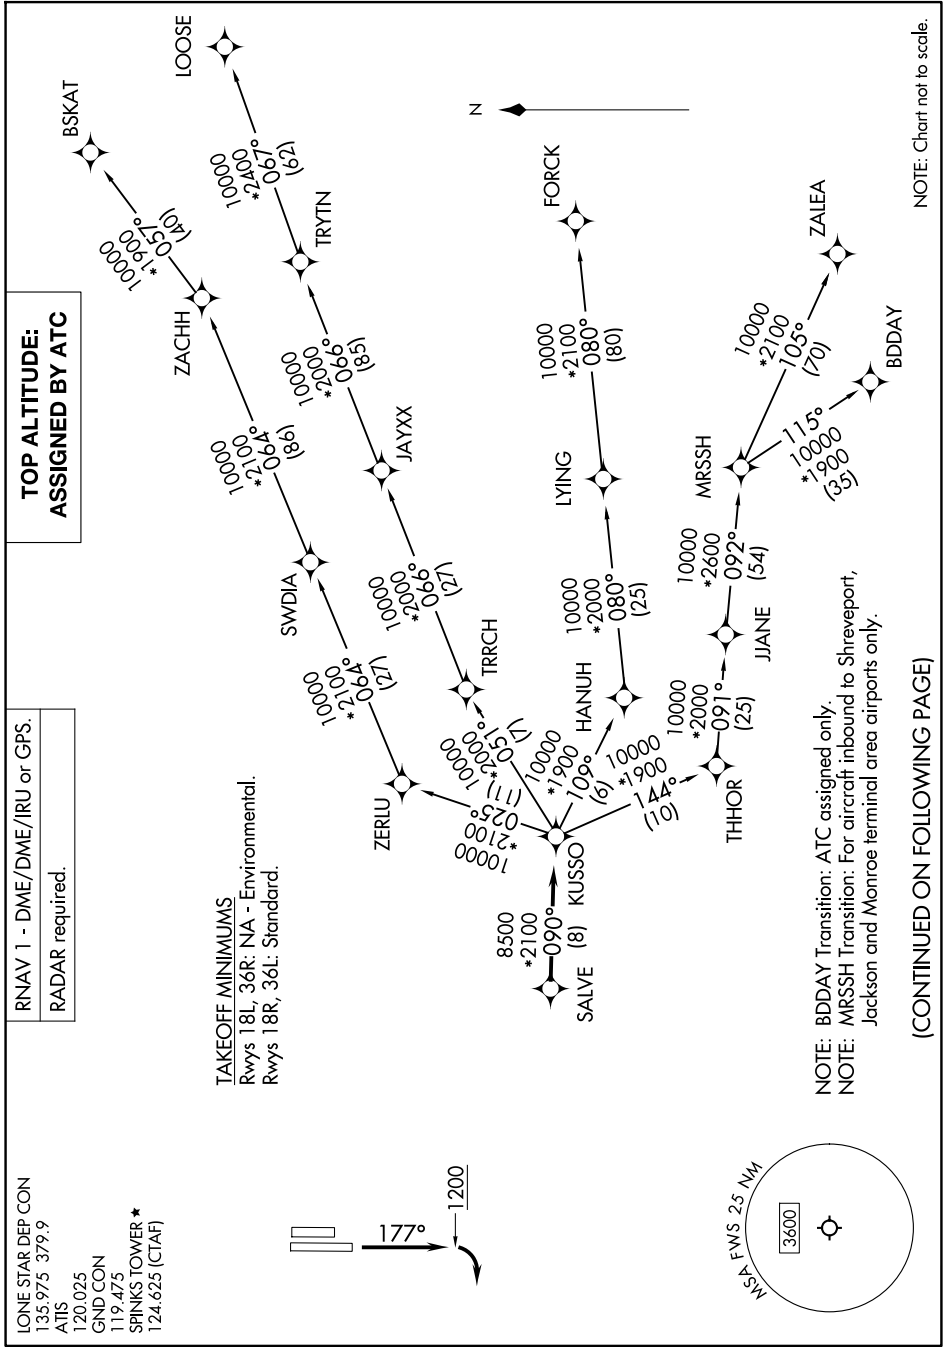 LONE STAR DEP CON
135.975 379.9
ATIS
120.025
GND CON
119.475
SPINKS TOWER ★
124.625 (CTAF)
RNAV 1 - DME/DME/IRU or GPS.
RADAR required.
TOP ALTITUDE:
ASSIGNED BY ATC
TAKEOFF MINIMUMS
Rwys 18L, 36R: NA - Environmental.
Rwys 18R, 36L: Standard.
177°
1200
MSA FWS 25 NM
3600
SALVE
8500
*2100
090°
(8)
KUSSO
10000
*2100
025°
(11)
ZERLU
10000
*2100
064°
(27)
SWDIA
10000
*2100
064°
(86)
ZACHH
10000
*1900
057°
(40)
BSKAT
10000
*2000
051°
(7)
TRRCH
10000
*2000
066°
(27)
JAYXX
10000
*2000
066°
(85)
TRYTN
10000
*2400
067°
(62)
LOOSE
N
10000
*1900
109°
(6)
HANUH
10000
*2000
080°
(25)
LYING
10000
*2100
080°
(80)
FORCK
10000
*1900
144°
(10)
THHOR
10000
*2000
091°
(25)
JJANE
10000
*2600
092°
(54)
MRSSH
10000
*2100
105°
(70)
ZALEA
115°
10000
*1900
(35)
BDDAY
NOTE: BDDAY Transition: ATC assigned only.
NOTE: MRSSH Transition: For aircraft inbound to Shreveport,
Jackson and Monroe terminal area airports only.
(CONTINUED ON FOLLOWING PAGE)
NOTE: Chart not to scale.